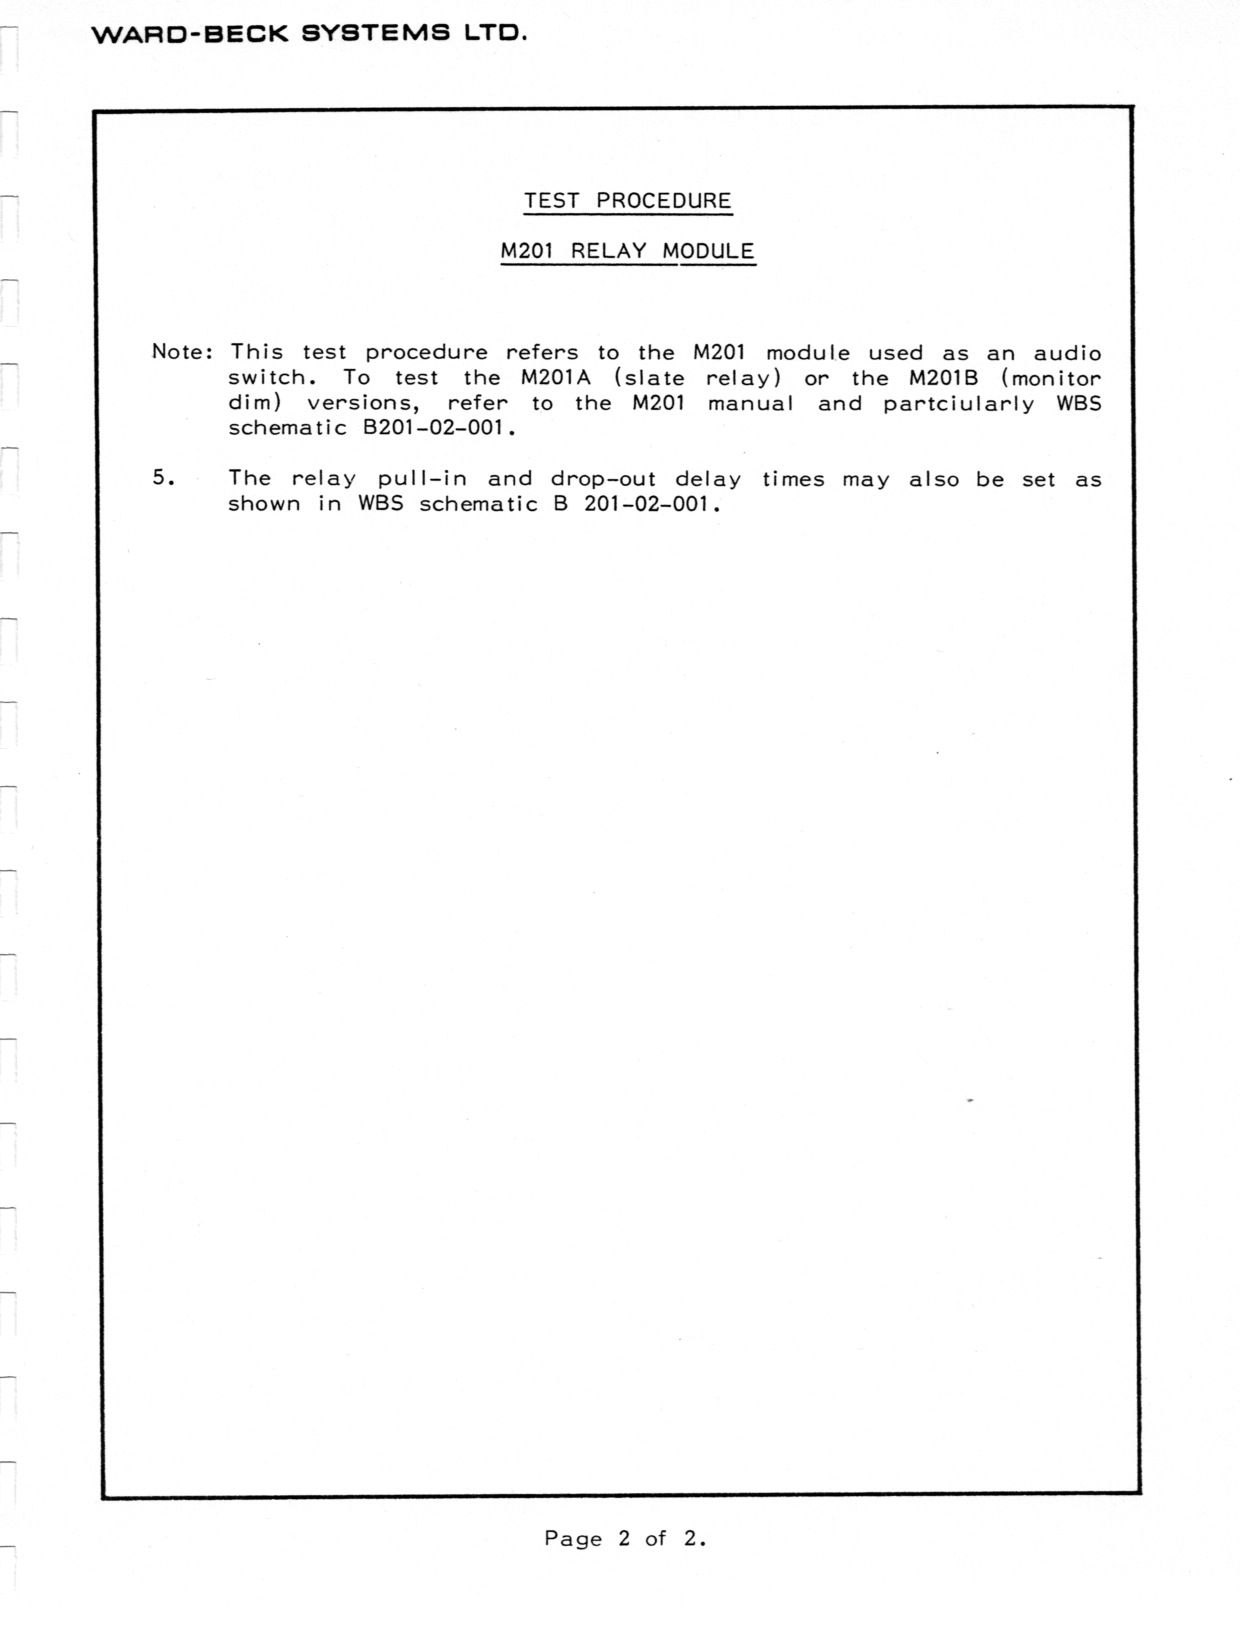 WARD-BECK SYSTEMS LTD.
TEST PROCEDURE
M201 RELAY MODULE
Note: This test procedure refers to the M201 module used as an audio
switch. To test the M201A (slate relay) or the M201B (monitor
dim) versions, refer to the M201 manual and partciularly WBS
schematic B201-02-001.
5. The relay pull-in and drop-out delay times may also be set as
shown in WBS schematic B 201-02-001.
Page 2 of 2.